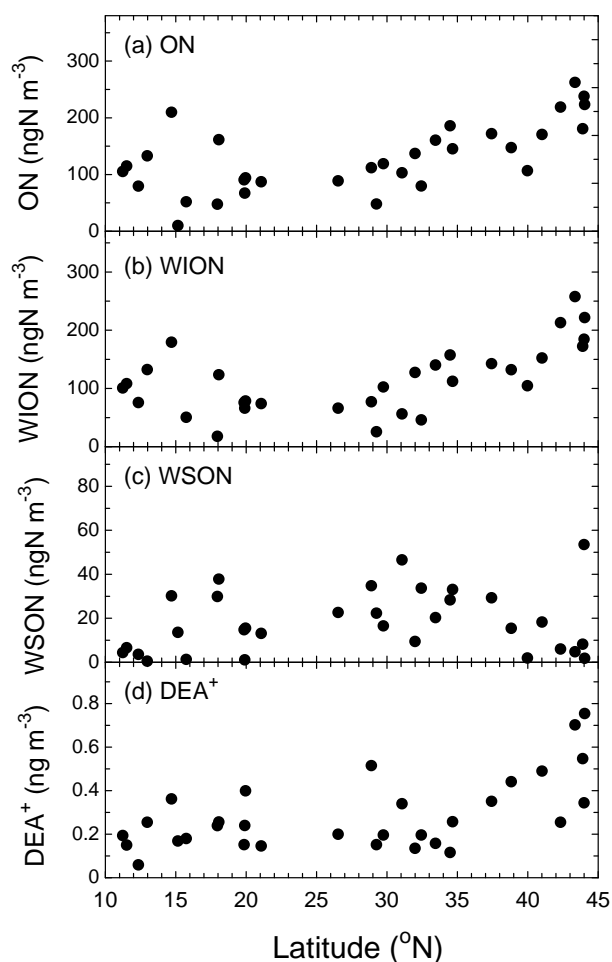 (a) ON
300
200
100
0
ON (ngN m⁻³)
(b) WION
300
200
100
0
WION (ngN m⁻³)
(c) WSON
80
60
40
20
0
WSON (ngN m⁻³)
(d) DEA⁺
0.8
0.6
0.4
0.2
0
DEA⁺ (ng m⁻³)
10 15 20 25 30 35 40 45
Latitude (°N)